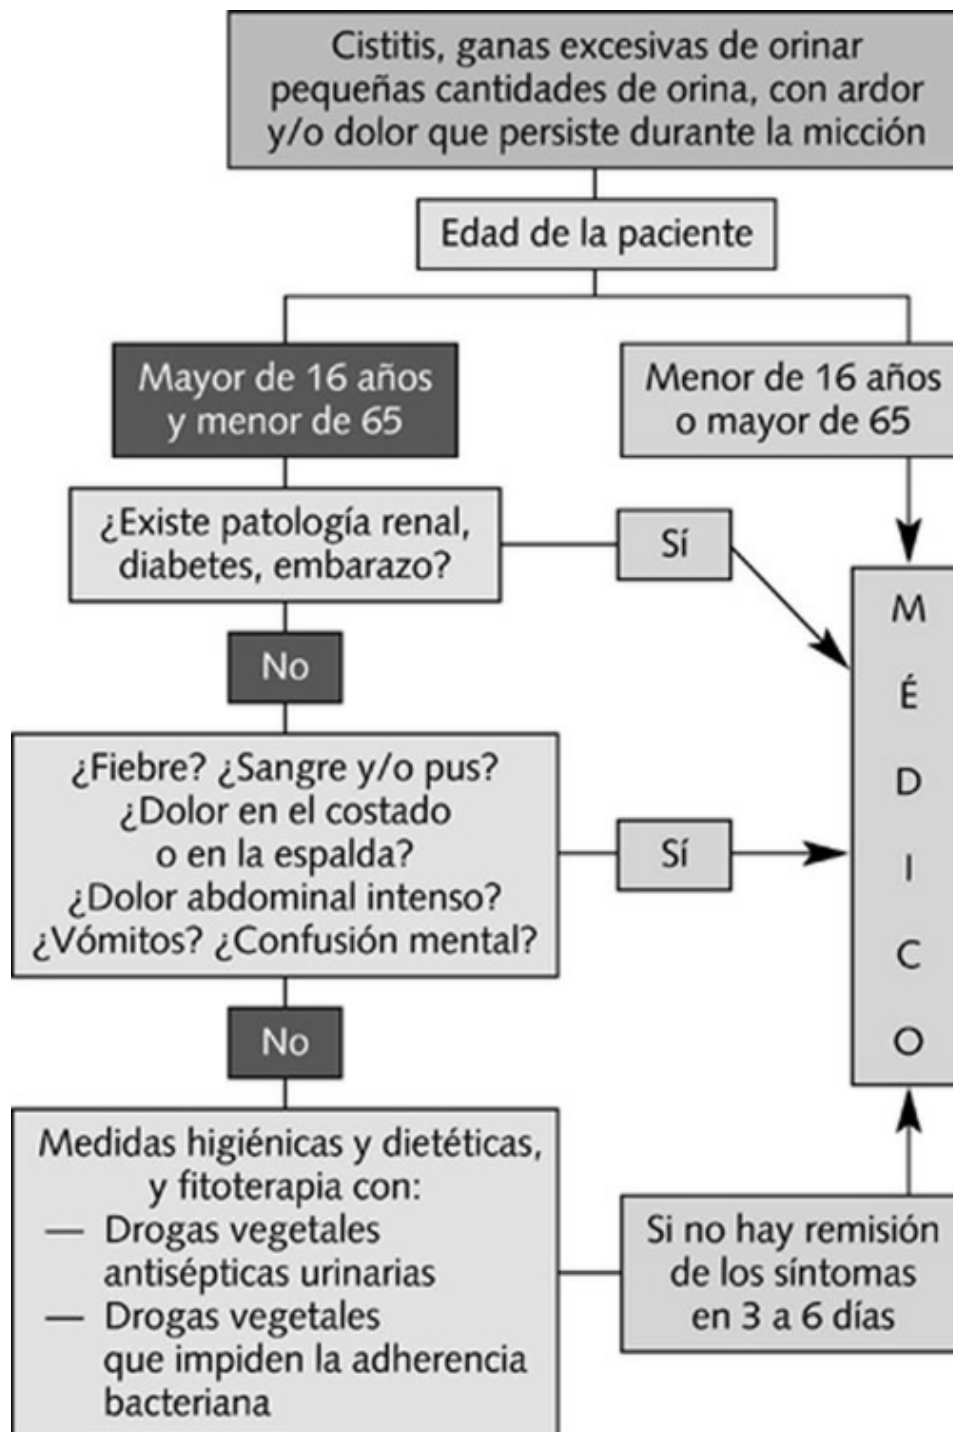 Cistitis, ganas excesivas de orinar
pequeñas cantidades de orina, con ardor
y/o dolor que persiste durante la micción
Edad de la paciente
Mayor de 16 años
y menor de 65
Menor de 16 años
o mayor de 65
¿Existe patología renal,
diabetes, embarazo?
Sí
No
¿Fiebre? ¿Sangre y/o pus?
¿Dolor en el costado
o en la espalda?
¿Dolor abdominal intenso?
¿Vómitos? ¿Confusión mental?
Sí
No
Medidas higiénicas y dietéticas,
y fitoterapia con:
— Drogas vegetales
antisépticas urinarias
— Drogas vegetales
que impiden la adherencia
bacteriana
Si no hay remisión
de los síntomas
en 3 a 6 días
M
É
D
I
C
O